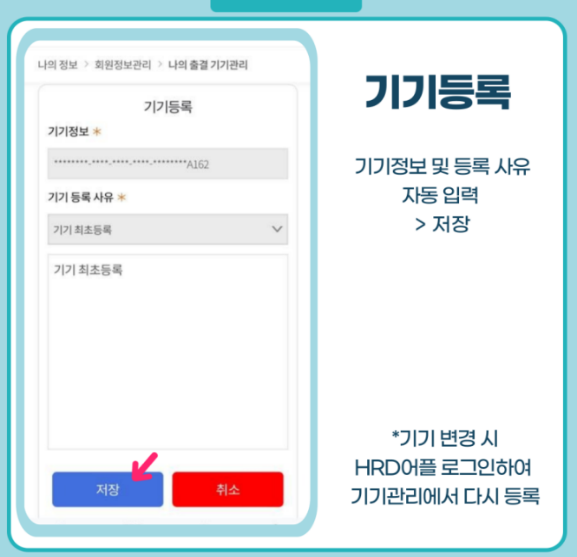 나의 정보 > 회원정보관리 > 나의 출결 기기관리
기기등록
기기정보 *
********-****-****-****-********A162
기기 등록 사유 *
기기 최초등록
기기 최초등록
저장
취소
기기등록
기기정보 및 등록 사유
자동 입력
> 저장
*기기 변경 시
HRD어플 로그인하여
기기관리에서 다시 등록